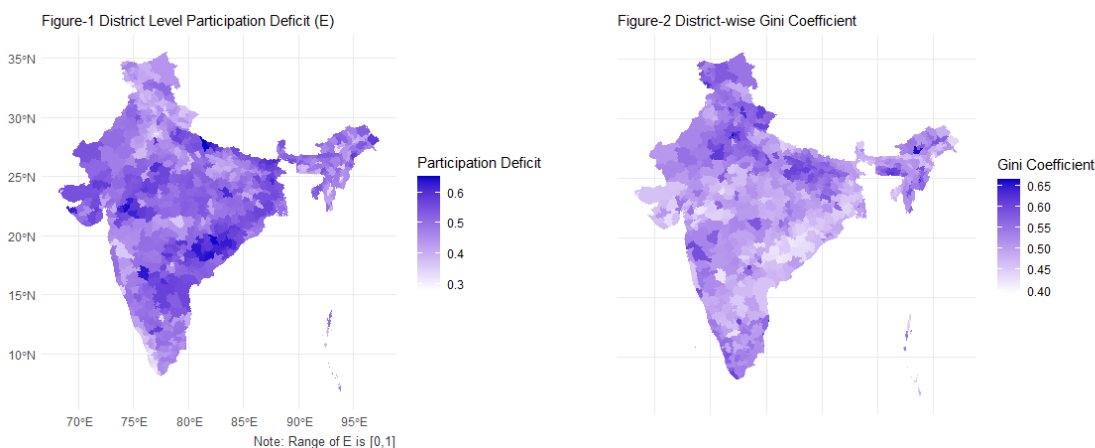 Figure-1 District Level Participation Deficit (E)
35°N
30°N
25°N
20°N
15°N
10°N
70°E 75°E 80°E 85°E 90°E 95°E
Note: Range of E is [0,1]
Participation Deficit
0.6
0.5
0.4
0.3
Figure-2 District-wise Gini Coefficient
Gini Coefficient
0.65
0.60
0.55
0.50
0.45
0.40